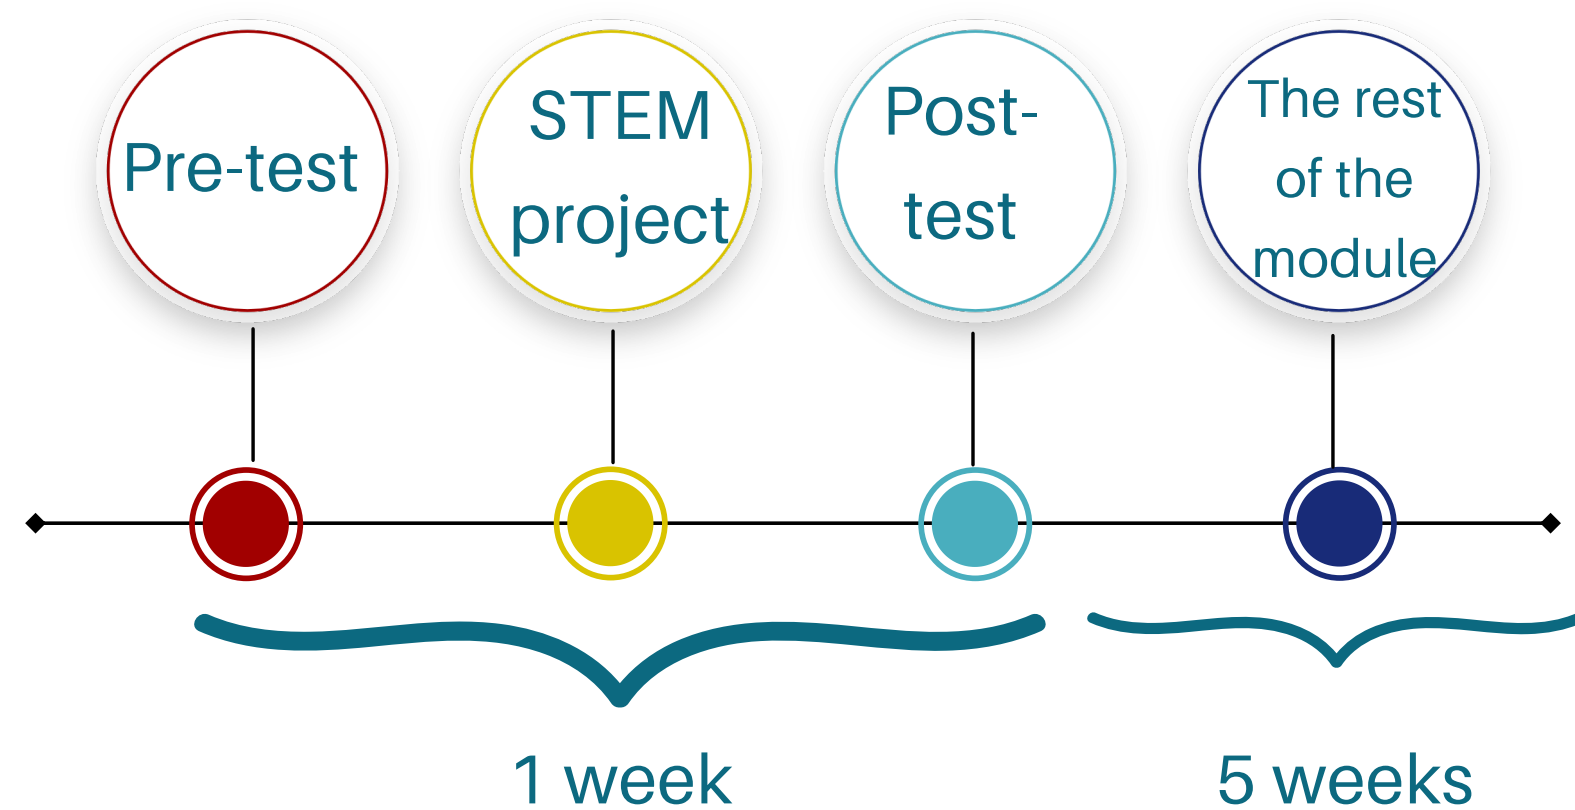 Pre-test
STEM
project
Post-
test
The rest
of the
module
1 week
5 weeks